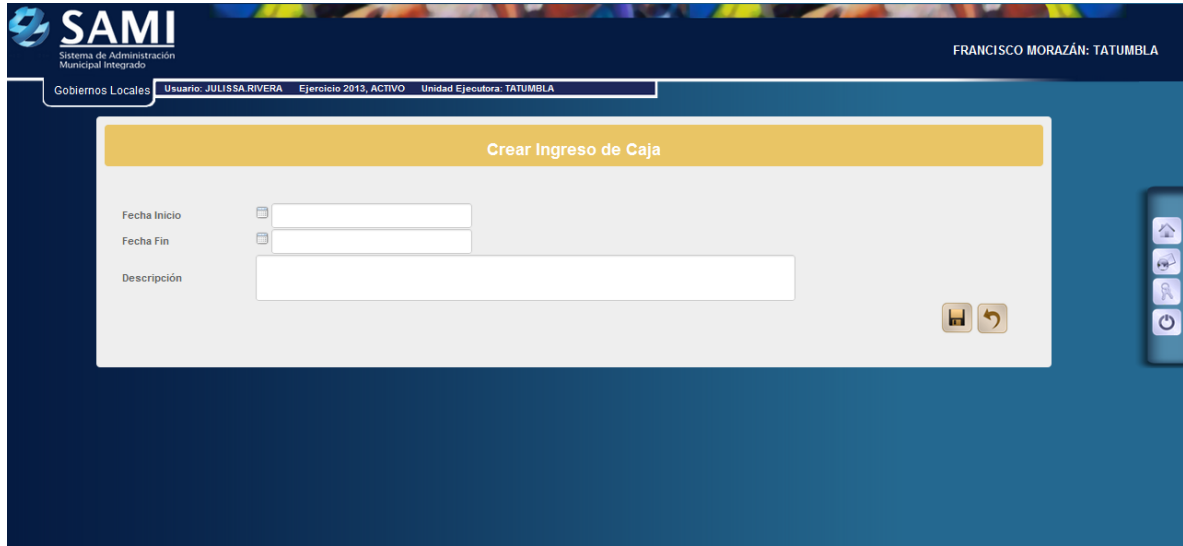 SAMI
Sistema de Administración
Municipal Integrado
FRANCISCO MORAZÁN: TATUMBLA
Gobiernos Locales
Usuario: JULISSA.RIVERA Ejercicio 2013, ACTIVO Unidad Ejecutora: TATUMBLA
Crear Ingreso de Caja
Fecha Inicio
Fecha Fin
Descripción